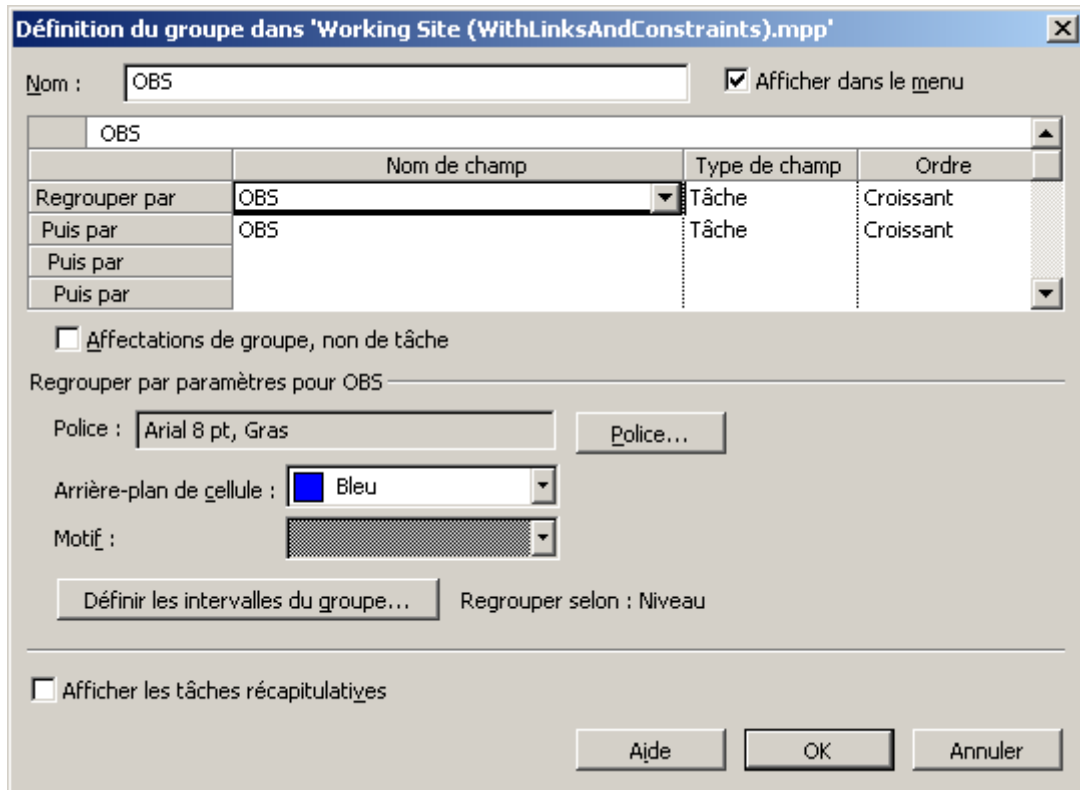 Définition du groupe dans 'Working Site (WithLinksAndConstraints).mpp'
Nom : OBS Afficher dans le menu
OBS
Nom de champ Type de champ Ordre
Regrouper par OBS Tâche Croissant
Puis par OBS Tâche Croissant
Puis par
Puis par
Affectations de groupe, non de tâche
Regrouper par paramètres pour OBS
Police : Arial 8 pt, Gras Police...
Arrière-plan de cellule : Bleu
Motif :
Définir les intervalles du groupe... Regrouper selon : Niveau
Afficher les tâches récapitulatives
Aide OK Annuler